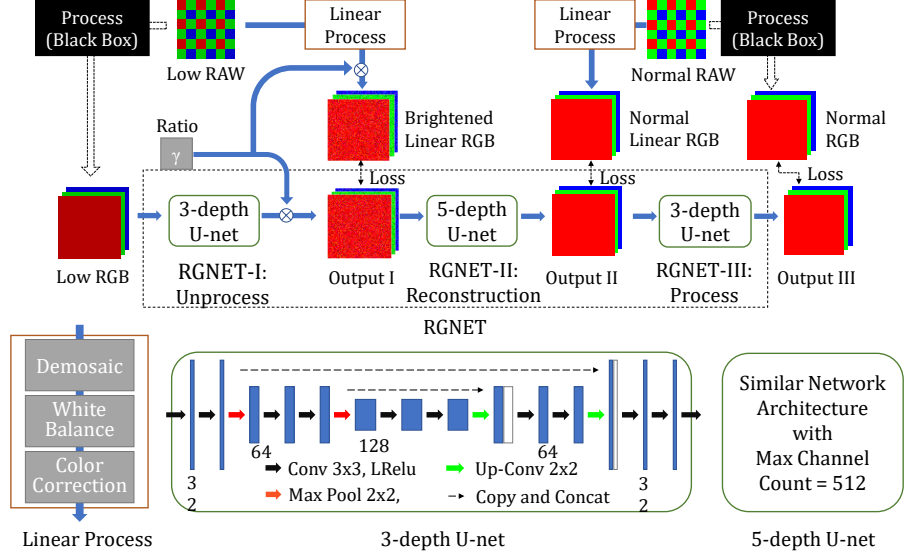 Process
(Black Box)
Low RAW
Linear
Process
Linear
Process
Normal RAW
Process
(Black Box)
Ratio
γ
Brightened
Linear RGB
Normal
Linear RGB
Normal
RGB
Loss
Loss
Loss
3-depth
U-net
5-depth
U-net
3-depth
U-net
Low RGB
RGNET-I:
Unprocess
Output I
RGNET-II:
Reconstruction
Output II
RGNET-III:
Process
Output III
RGNET
Demosaic
White
Balance
Color
Correction
Linear Process
32
64
128
64
32
Conv 3x3, LRelu
Up-Conv 2x2
Max Pool 2x2,
Copy and Concat
3-depth U-net
Similar Network
Architecture
with
Max Channel
Count = 512
5-depth U-net